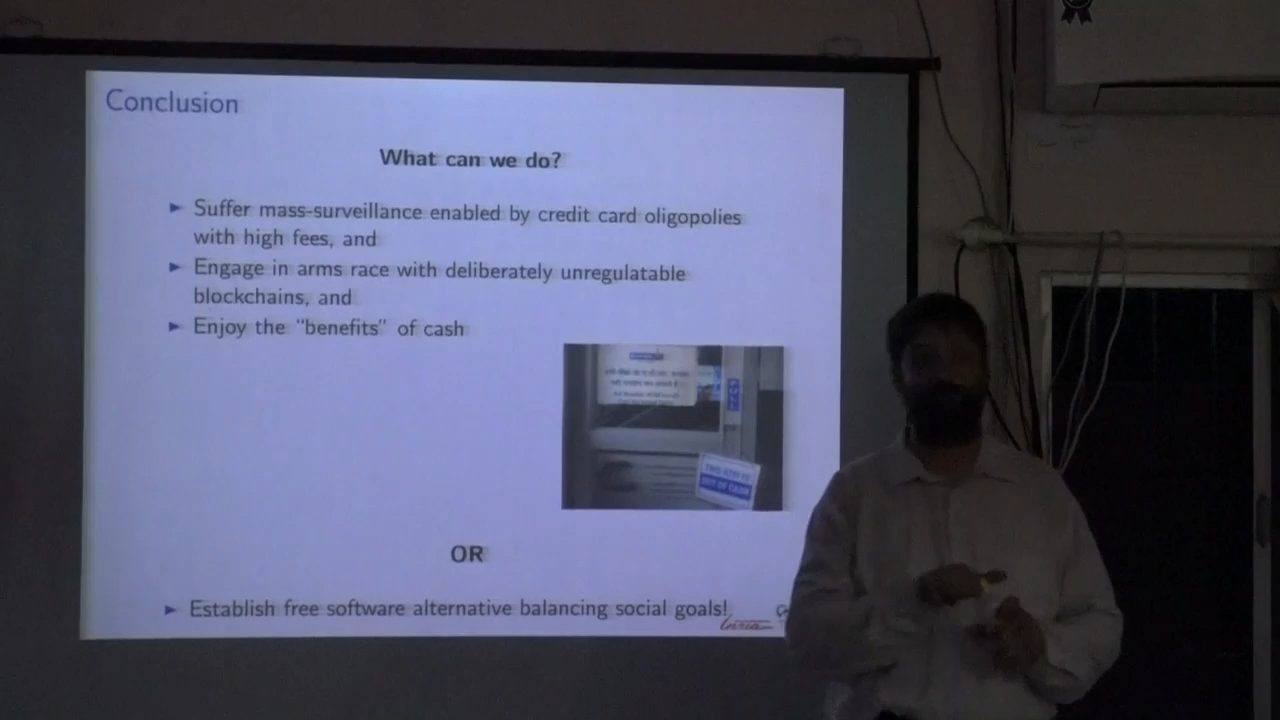 Conclusion
What can we do?
► Suffer mass-surveillance enabled by credit card oligopolies
with high fees, and
► Engage in arms race with deliberately unregulatable
blockchains, and
► Enjoy the “benefits” of cash
THIS ATM IS
OUT OF CASH
OR
► Establish free software alternative balancing social goals!
Inria